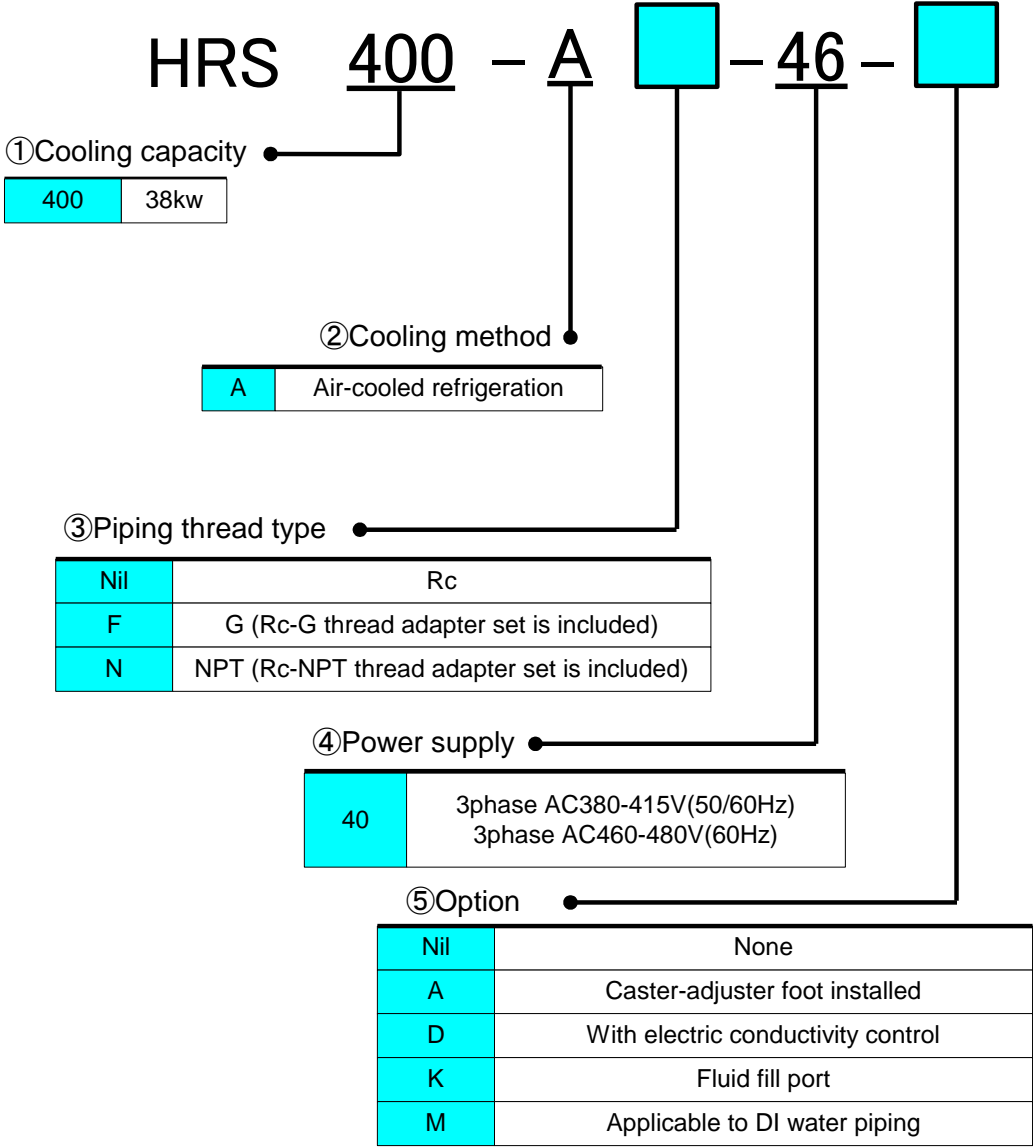 HRS 400 – A – 46 –
①Cooling capacity
400 38kw
②Cooling method
A Air-cooled refrigeration
③Piping thread type
Nil Rc
F G (Rc-G thread adapter set is included)
N NPT (Rc-NPT thread adapter set is included)
④Power supply
40 3phase AC380-415V(50/60Hz)
3phase AC460-480V(60Hz)
⑤Option
Nil None
A Caster-adjuster foot installed
D With electric conductivity control
K Fluid fill port
M Applicable to DI water piping